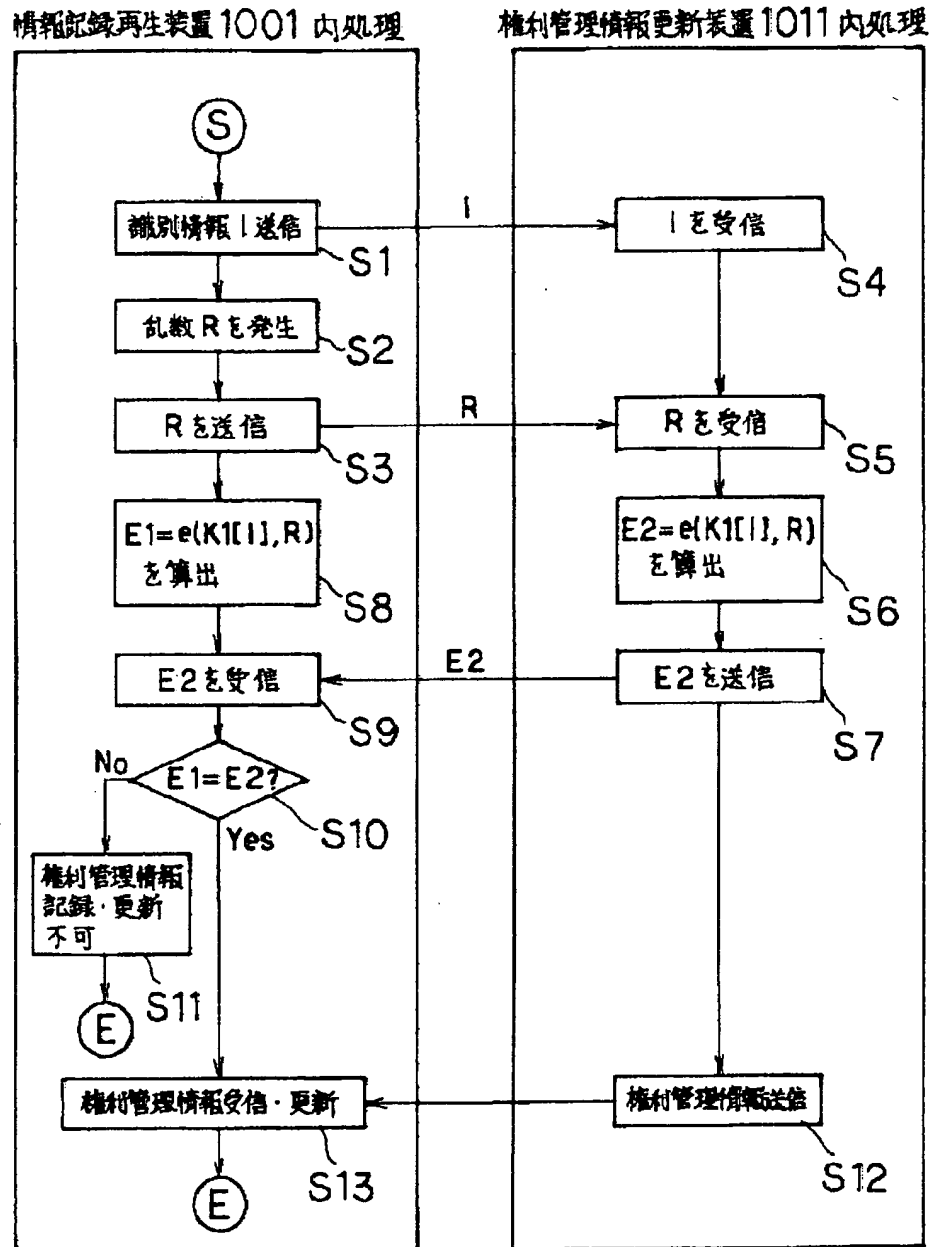 情報記録再生装置1001内処理
権利管理情報更新装置1011内処理
S
識別情報I送信
S1
I
Iを受信
S4
乱数Rを発生
S2
Rを送信
S3
R
Rを受信
S5
E1=e(K1[I],R)
を算出
S8
E2=e(K1[I],R)
を算出
S6
E2を受信
S9
E2
E2を送信
S7
E1=E2?
S10
No
Yes
権利管理情報
記録・更新
不可
S11
E
権利管理情報受信・更新
S13
権利管理情報送信
S12
E